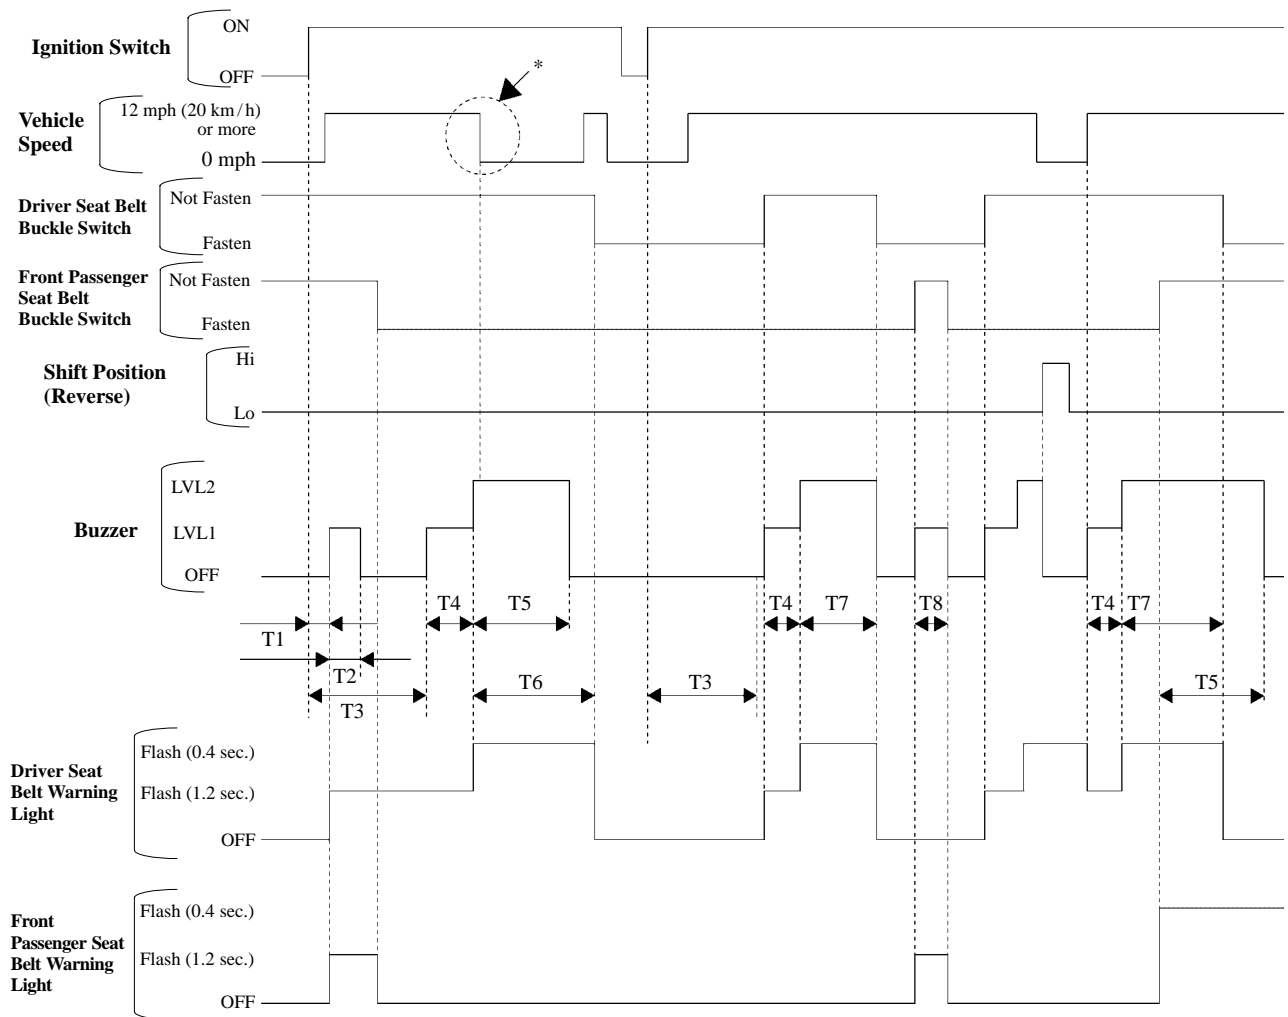 ON
Ignition Switch
OFF
*
12 mph (20 km/h)
or more
Vehicle
Speed
0 mph
Driver Seat Belt
Buckle Switch
Not Fasten
Fasten
Front Passenger
Seat Belt
Buckle Switch
Not Fasten
Fasten
Hi
Shift Position
(Reverse)
Lo
LVL2
Buzzer
LVL1
OFF
T4
T5
T4
T7
T8
T4
T7
T1
T2
T3
T6
T3
T5
Flash (0.4 sec.)
Driver Seat
Belt Warning
Light
Flash (1.2 sec.)
OFF
Flash (0.4 sec.)
Front
Passenger Seat
Belt Warning
Light
Flash (1.2 sec.)
OFF